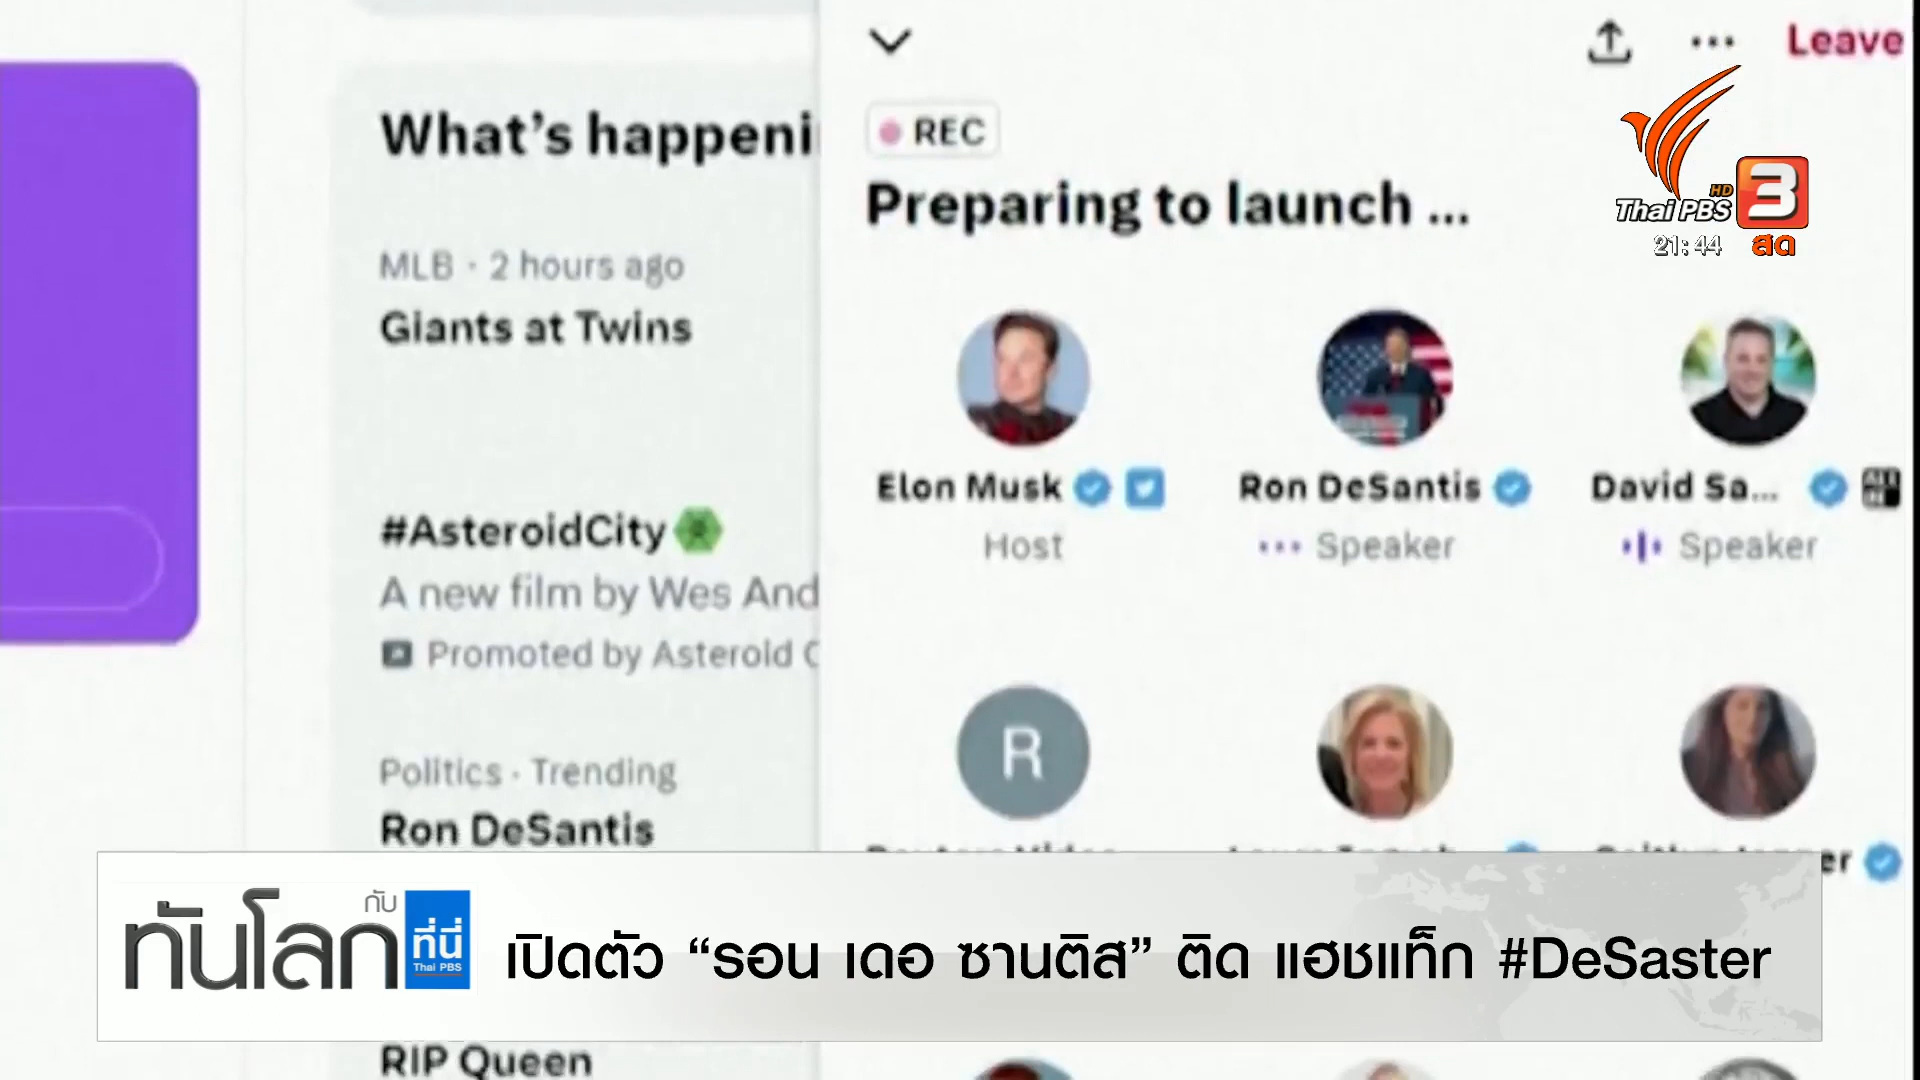 What's happeni
MLB · 2 hours ago
Giants at Twins
#AsteroidCity
A new film by Wes And
Promoted by Asteroid C
Politics · Trending
Ron DeSantis
RIP Queen
Leave
REC
Preparing to launch ...
Elon Musk
Host
Ron DeSantis
Speaker
David Sa...
Speaker
R
HD
Thai PBS 3
21:44 สด
ทันโลก กับ ที่นี่ Thai PBS
เปิดตัว “รอน เดอ ซานติส” ติด แฮชแท็ก #DeSaster